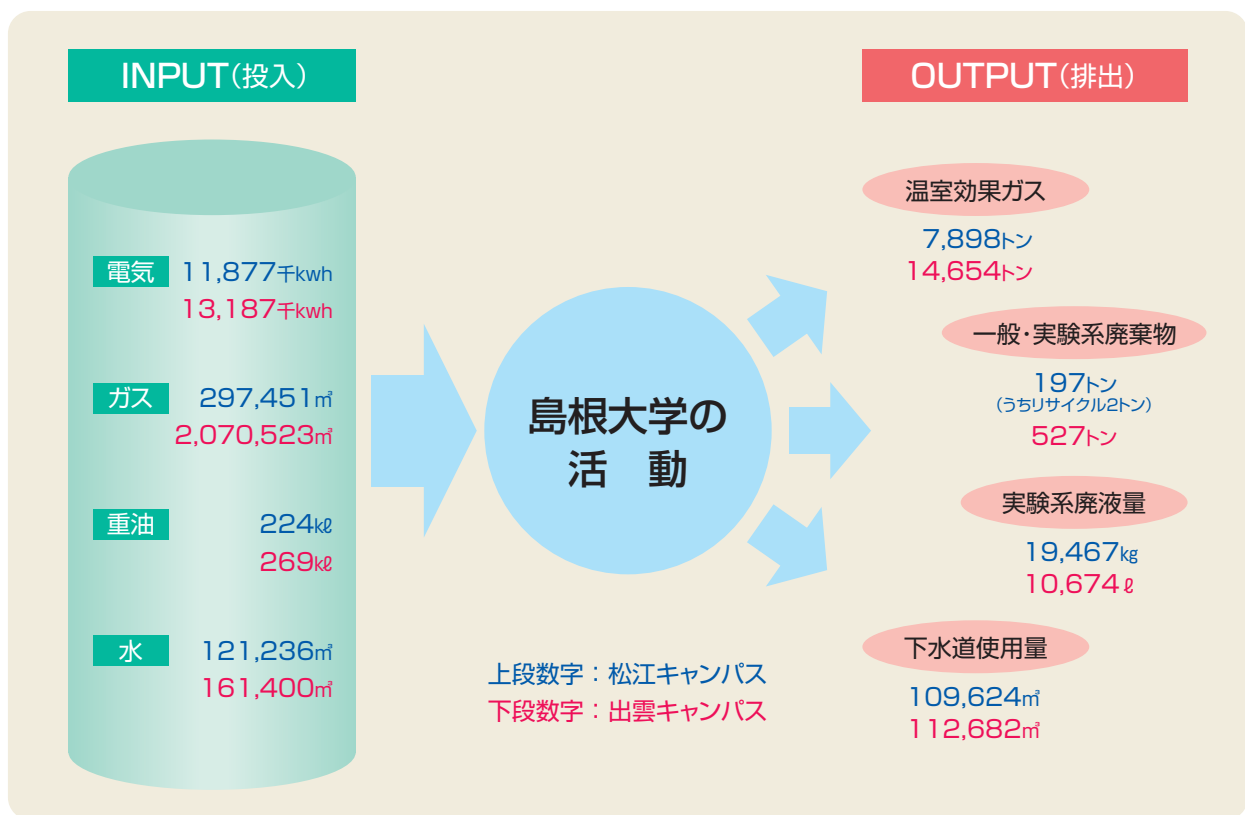 INPUT(投入)
電気 11,877千kwh
13,187千kwh
ガス 297,451㎥
2,070,523㎥
重油 224kℓ
269kℓ
水 121,236㎥
161,400㎥
島根大学の
活 動
上段数字：松江キャンパス
下段数字：出雲キャンパス
OUTPUT(排出)
温室効果ガス
7,898トン
14,654トン
一般・実験系廃棄物
197トン
(うちリサイクル2トン)
527トン
実験系廃液量
19,467kg
10,674ℓ
下水道使用量
109,624㎥
112,682㎥